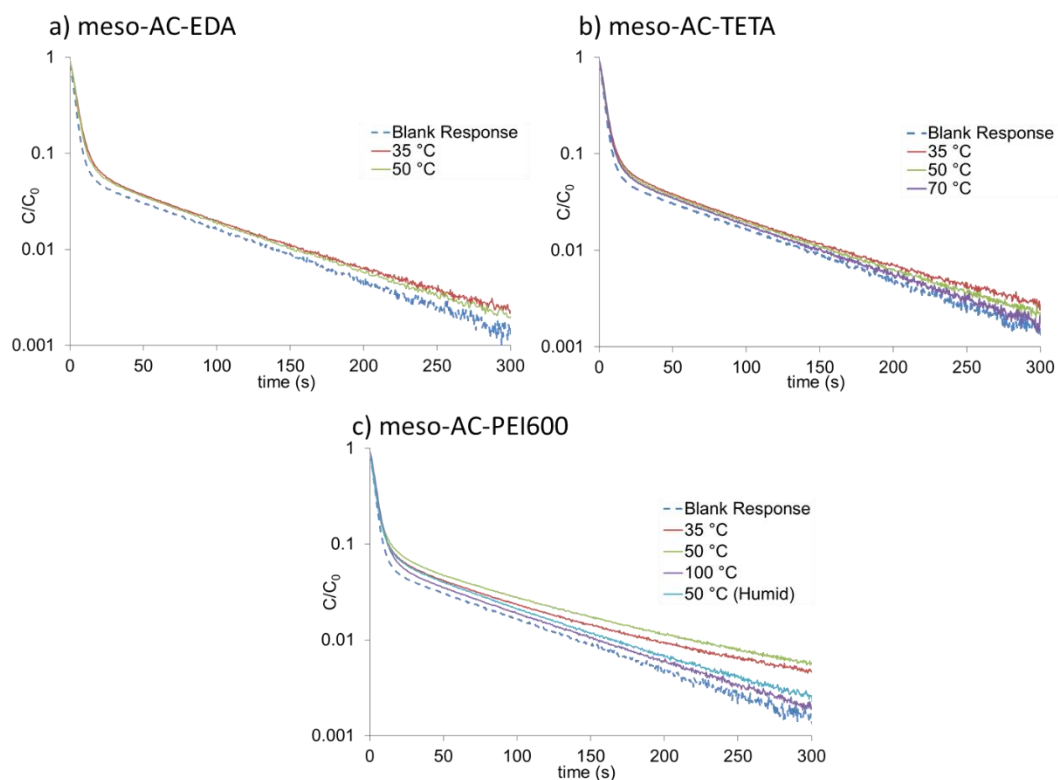 a) meso-AC-EDA
1
0.1
0.01
0.001
C/C₀
0 50 100 150 200 250 300
time (s)
Blank Response
35 °C
50 °C
b) meso-AC-TETA
1
0.1
0.01
0.001
C/C₀
0 50 100 150 200 250 300
time (s)
Blank Response
35 °C
50 °C
70 °C
c) meso-AC-PEI600
1
0.1
0.01
0.001
C/C₀
0 50 100 150 200 250 300
time (s)
Blank Response
35 °C
50 °C
100 °C
50 °C (Humid)